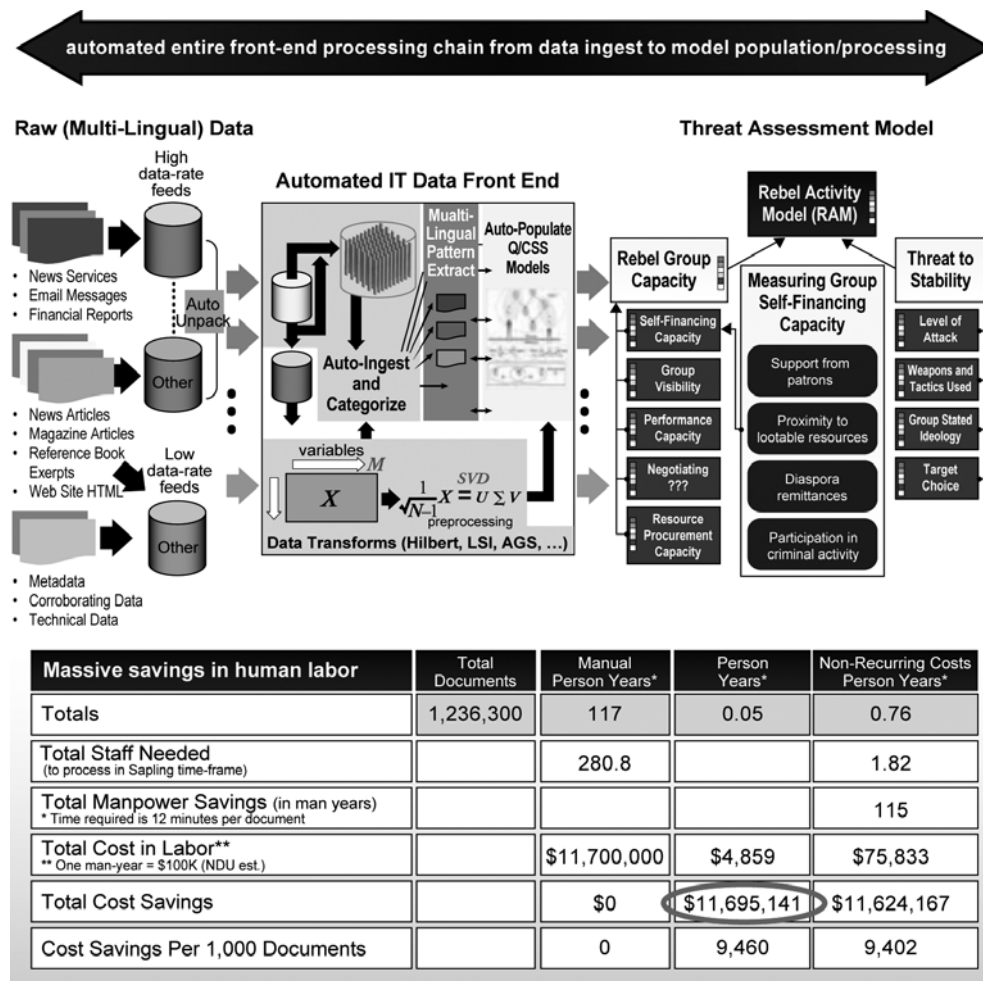 automated entire front-end processing chain from data ingest to model population/processing
Raw (Multi-Lingual) Data
High
data-rate
feeds
• News Services
• Email Messages
• Financial Reports
Auto
Unpack
Other
• News Articles
• Magazine Articles
• Reference Book
Exerpts
• Web Site HTML
Low
data-rate
feeds
Other
• Metadata
• Corroborating Data
• Technical Data
Automated IT Data Front End
Auto-Ingest
and
Categorize
Mualti-
Lingual
Pattern
Extract
Auto-Populate
Q/CSS
Models
variables
M
X
1
√N–1 X = U Σ V
SVD
preprocessing
Data Transforms (Hilbert, LSI, AGS, ...)
Threat Assessment Model
Rebel Activity
Model (RAM)
Rebel Group
Capacity
Self-Financing
Capacity
Group
Visibility
Performance
Capacity
Negotiating
???
Resource
Procurement
Capacity
Measuring Group
Self-Financing
Capacity
Support from
patrons
Proximity to
lootable resources
Diaspora
remittances
Participation in
criminal activity
Threat to
Stability
Level of
Attack
Weapons and
Tactics Used
Group Stated
Ideology
Target
Choice
Massive savings in human labor
Total
Documents
Manual
Person Years*
Person
Years*
Non-Recurring Costs
Person Years*
Totals 1,236,300 117 0.05 0.76
Total Staff Needed
(to process in Sapling time-frame)
280.8 1.82
Total Manpower Savings (in man years)
* Time required is 12 minutes per document
115
Total Cost in Labor**
** One man-year = $100K (NDU est.)
$11,700,000 $4,859 $75,833
Total Cost Savings $0 $11,695,141 $11,624,167
Cost Savings Per 1,000 Documents 0 9,460 9,402